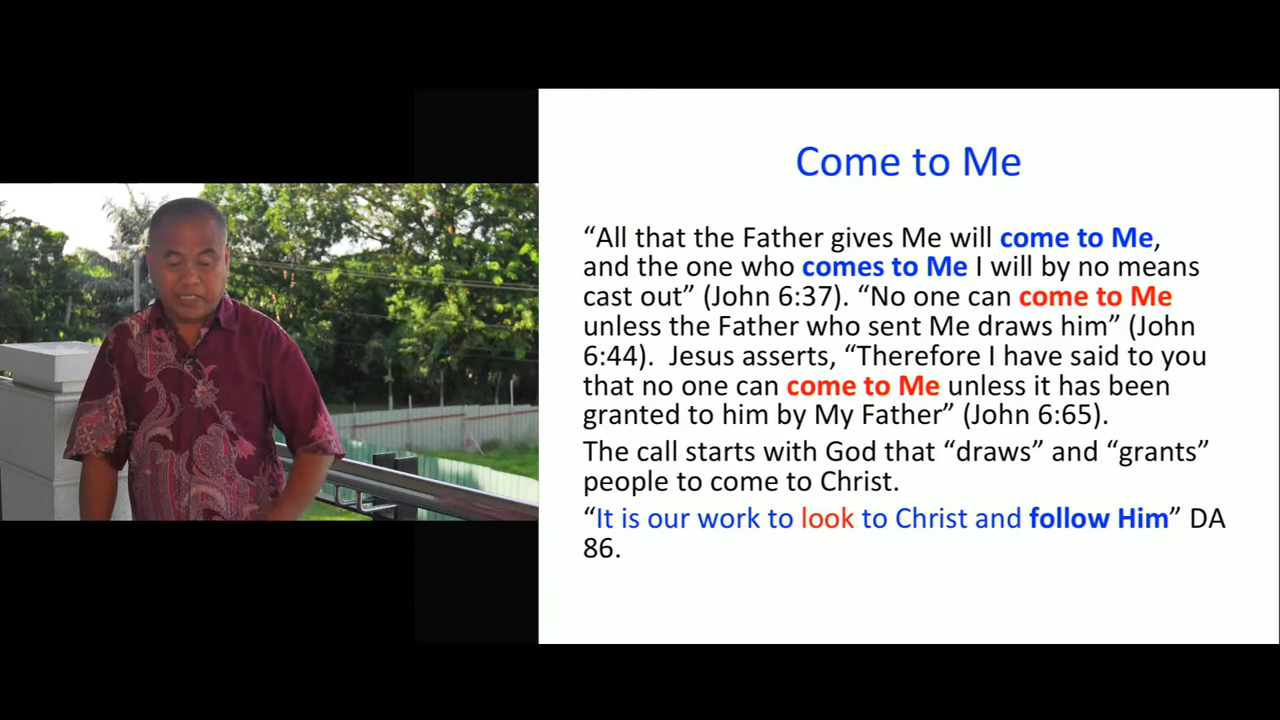 Come to Me
“All that the Father gives Me will come to Me,
and the one who comes to Me I will by no means
cast out” (John 6:37). “No one can come to Me
unless the Father who sent Me draws him” (John
6:44).  Jesus asserts, “Therefore I have said to you
that no one can come to Me unless it has been
granted to him by My Father” (John 6:65).
The call starts with God that “draws” and “grants”
people to come to Christ.
“It is our work to look to Christ and follow Him” DA
86.